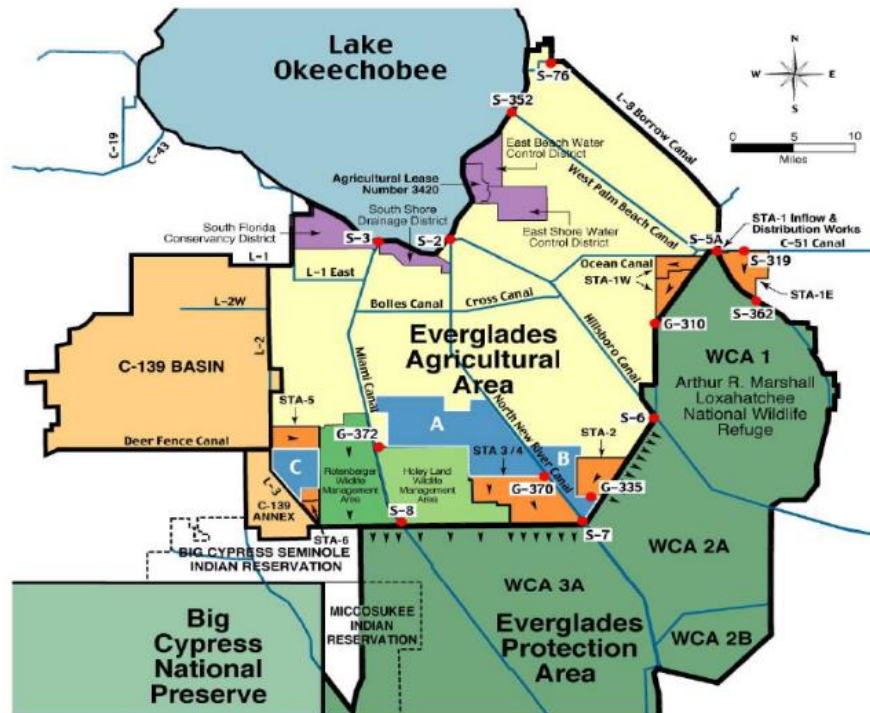 Lake
Okeechobee
S-76
S-352
N
W
E
S
0
5
10
Miles
C-19
C-43
L-8 Borrow Canal
East Beach Water
Control District
Agricultural Lease
Number 3420
South Shore
Drainage District
West Palm Beach Canal
STA-1 Inflow &
Distribution Works
South Florida
Conservancy District
S-3
S-2
East Shore Water
Control District
S-5A
C-51 Canal
L-1
L-1 East
Ocean Canal
STA-1W
S-319
STA-1E
L-2W
L-2
Bolles Canal
Cross Canal
Hillsboro Canal
G-310
S-362
C-139 BASIN
Miami Canal
Everglades
Agricultural
Area
WCA 1
Arthur R. Marshall
Loxahatchee
National Wildlife
Refuge
STA-5
A
North New River Canal
S-6
Deer Fence Canal
G-372
STA 3/4
STA-2
B
C
Rotenberger
Wildlife
Management
Area
Holey Land
Wildlife
Management
Area
G-370
G-335
L-3
C-139
ANNEX
STA-6
S-8
S-7
BIG CYPRESS SEMINOLE
INDIAN RESERVATION
WCA 2A
WCA 3A
MICCOSUKEE
INDIAN
RESERVATION
Big
Cypress
National
Preserve
Everglades
Protection
Area
WCA 2B